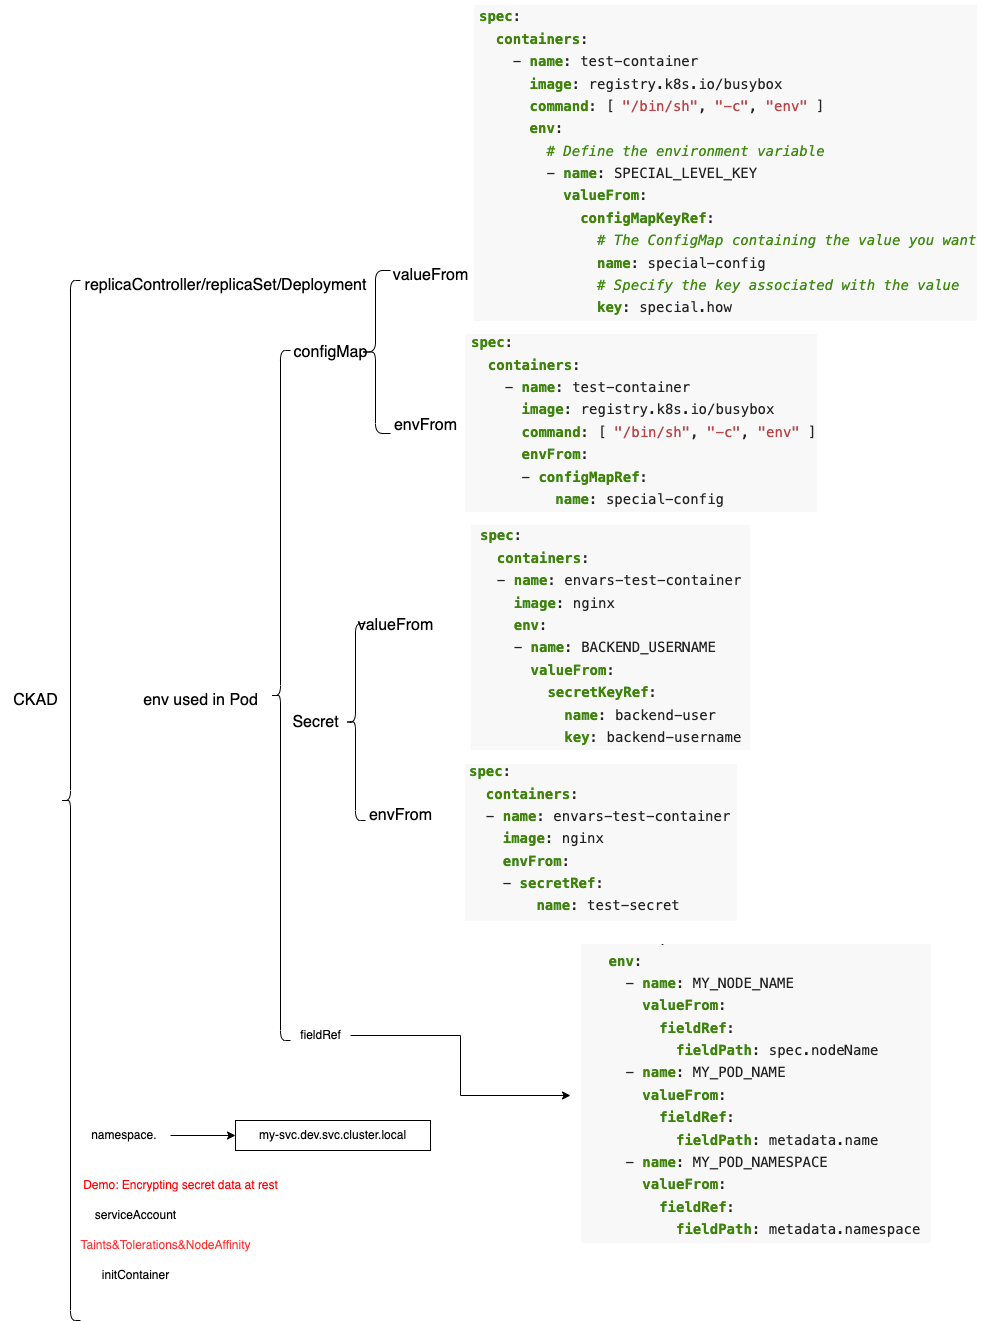 spec:
  containers:
    - name: test-container
      image: registry.k8s.io/busybox
      command: [ "/bin/sh", "-c", "env" ]
      env:
        # Define the environment variable
        - name: SPECIAL_LEVEL_KEY
          valueFrom:
            configMapKeyRef:
              # The ConfigMap containing the value you want
              name: special-config
              # Specify the key associated with the value
              key: special.how
replicaController/replicaSet/Deployment
valueFrom
configMap
envFrom
spec:
  containers:
    - name: test-container
      image: registry.k8s.io/busybox
      command: [ "/bin/sh", "-c", "env" ]
      envFrom:
      - configMapRef:
          name: special-config
CKAD
env used in Pod
Secret
valueFrom
spec:
  containers:
  - name: envars-test-container
    image: nginx
    env:
    - name: BACKEND_USERNAME
      valueFrom:
        secretKeyRef:
          name: backend-user
          key: backend-username
envFrom
spec:
  containers:
  - name: envars-test-container
    image: nginx
    envFrom:
    - secretRef:
        name: test-secret
fieldRef
env:
  - name: MY_NODE_NAME
    valueFrom:
      fieldRef:
        fieldPath: spec.nodeName
  - name: MY_POD_NAME
    valueFrom:
      fieldRef:
        fieldPath: metadata.name
  - name: MY_POD_NAMESPACE
    valueFrom:
      fieldRef:
        fieldPath: metadata.namespace
namespace.
my-svc.dev.svc.cluster.local
Demo: Encrypting secret data at rest
serviceAccount
Taints&Tolerations&NodeAffinity
initContainer